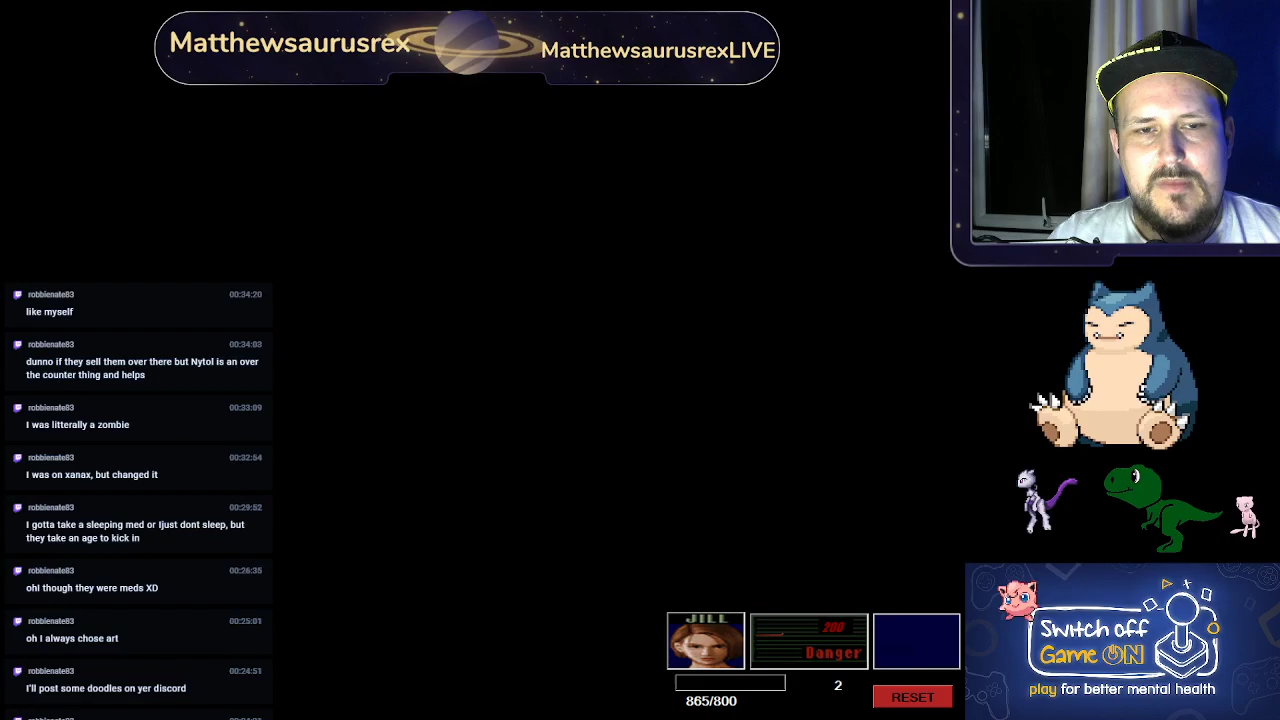 Matthewsaurusrex
MatthewsaurusrexLIVE
robbienate83 00:34:20
like myself
robbienate83 00:34:03
dunno if they sell them over there but Nytol is an over
the counter thing and helps
robbienate83 00:33:09
I was litterally a zombie
robbienate83 00:32:54
I was on xanax, but changed it
robbienate83 00:29:52
I gotta take a sleeping med or Ijust dont sleep, but
they take an age to kick in
robbienate83 00:26:35
ohI though they were meds XD
robbienate83 00:25:01
oh I always chose art
robbienate83 00:24:51
I'll post some doodles on yer discord
JILL
200
Danger
865/800
2
RESET
Switch off
Game ON
play for better mental health